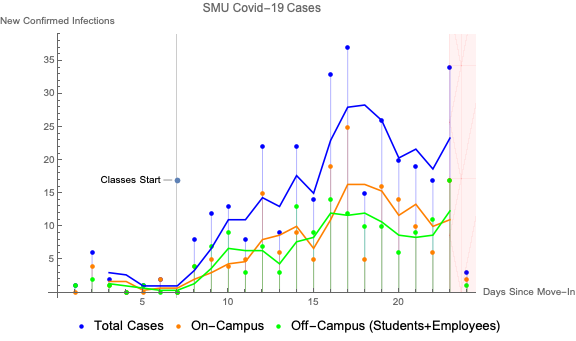 SMU Covid-19 Cases
New Confirmed Infections
35
30
25
20
15
10
5
Classes Start
5
10
15
20
Days Since Move-In
Total Cases
On-Campus
Off-Campus (Students+Employees)